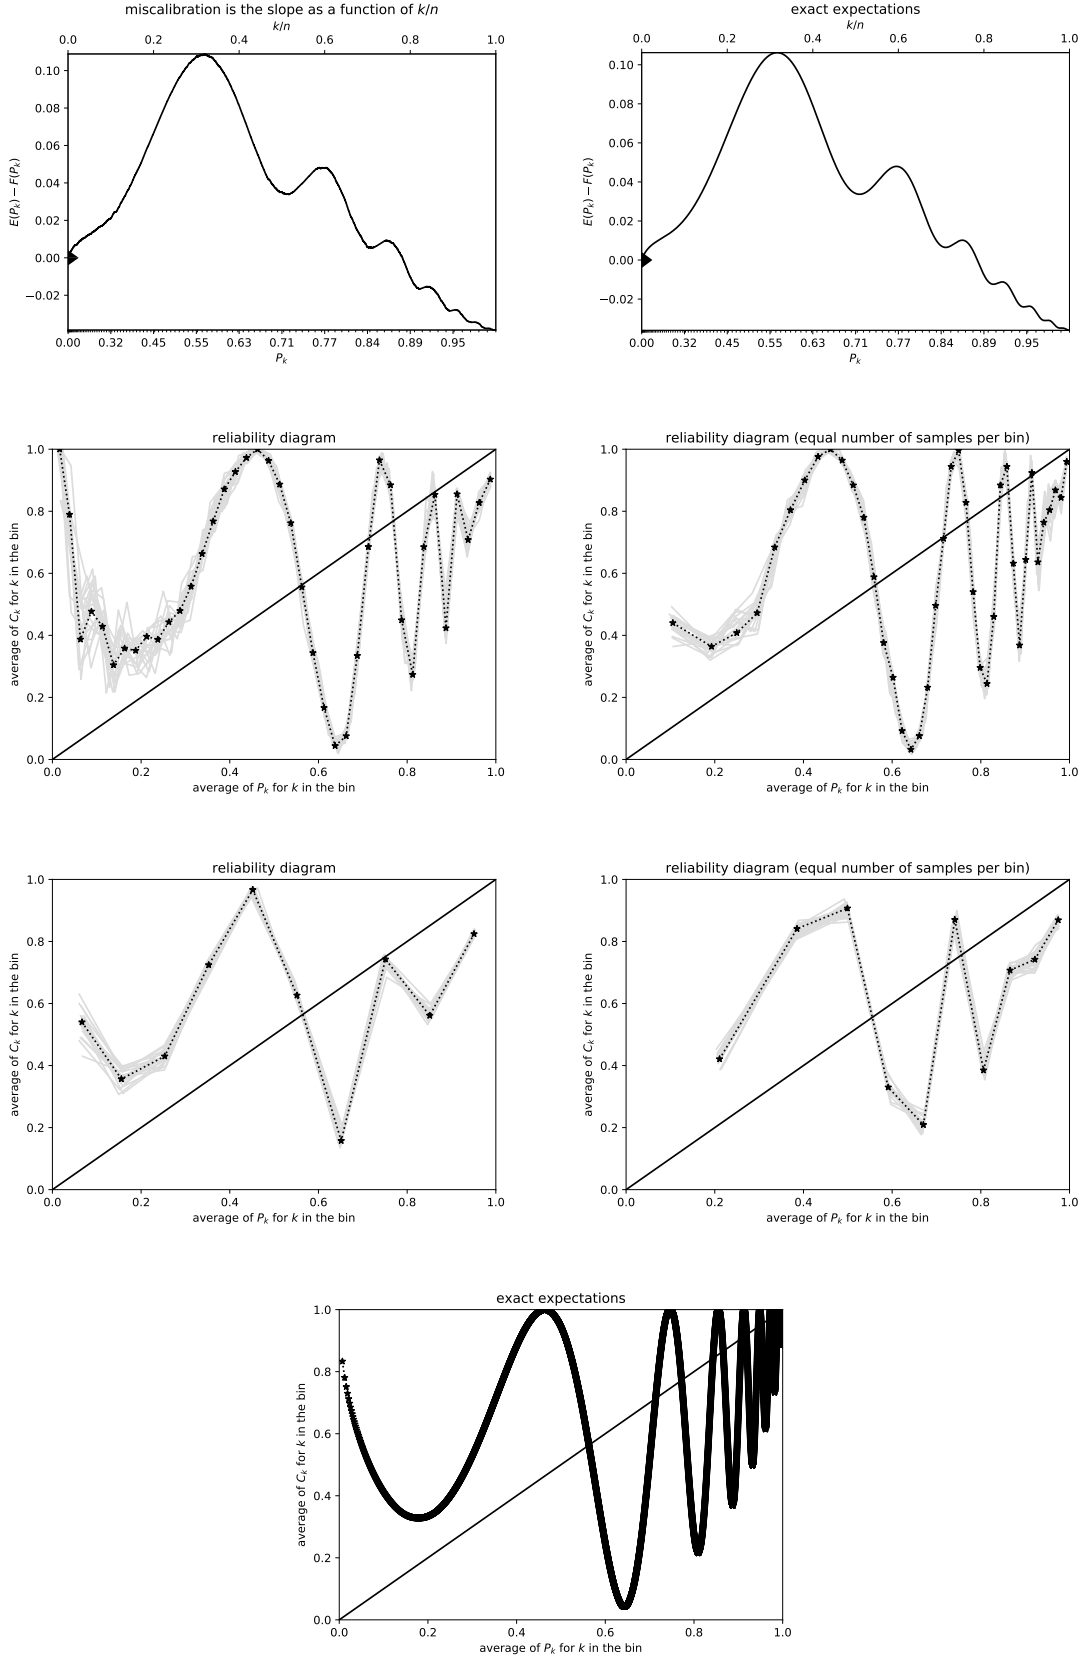 miscalibration is the slope as a function of k/n
k/n
0.0 0.2 0.4 0.6 0.8 1.0
0.10
0.08
0.06
0.04
0.02
0.00
−0.02
E(Pk) − F(Pk)
0.00 0.32 0.45 0.55 0.63 0.71 0.77 0.84 0.89 0.95
Pk
exact expectations
k/n
0.0 0.2 0.4 0.6 0.8 1.0
0.10
0.08
0.06
0.04
0.02
0.00
−0.02
E(Pk) − F(Pk)
0.00 0.32 0.45 0.55 0.63 0.71 0.77 0.84 0.89 0.95
Pk
reliability diagram
1.0
0.8
0.6
0.4
0.2
0.0
average of Ck for k in the bin
0.0 0.2 0.4 0.6 0.8 1.0
average of Pk for k in the bin
reliability diagram (equal number of samples per bin)
1.0
0.8
0.6
0.4
0.2
0.0
average of Ck for k in the bin
0.0 0.2 0.4 0.6 0.8 1.0
average of Pk for k in the bin
reliability diagram
1.0
0.8
0.6
0.4
0.2
0.0
average of Ck for k in the bin
0.0 0.2 0.4 0.6 0.8 1.0
average of Pk for k in the bin
reliability diagram (equal number of samples per bin)
1.0
0.8
0.6
0.4
0.2
0.0
average of Ck for k in the bin
0.0 0.2 0.4 0.6 0.8 1.0
average of Pk for k in the bin
exact expectations
1.0
0.8
0.6
0.4
0.2
0.0
average of Ck for k in the bin
0.0 0.2 0.4 0.6 0.8 1.0
average of Pk for k in the bin